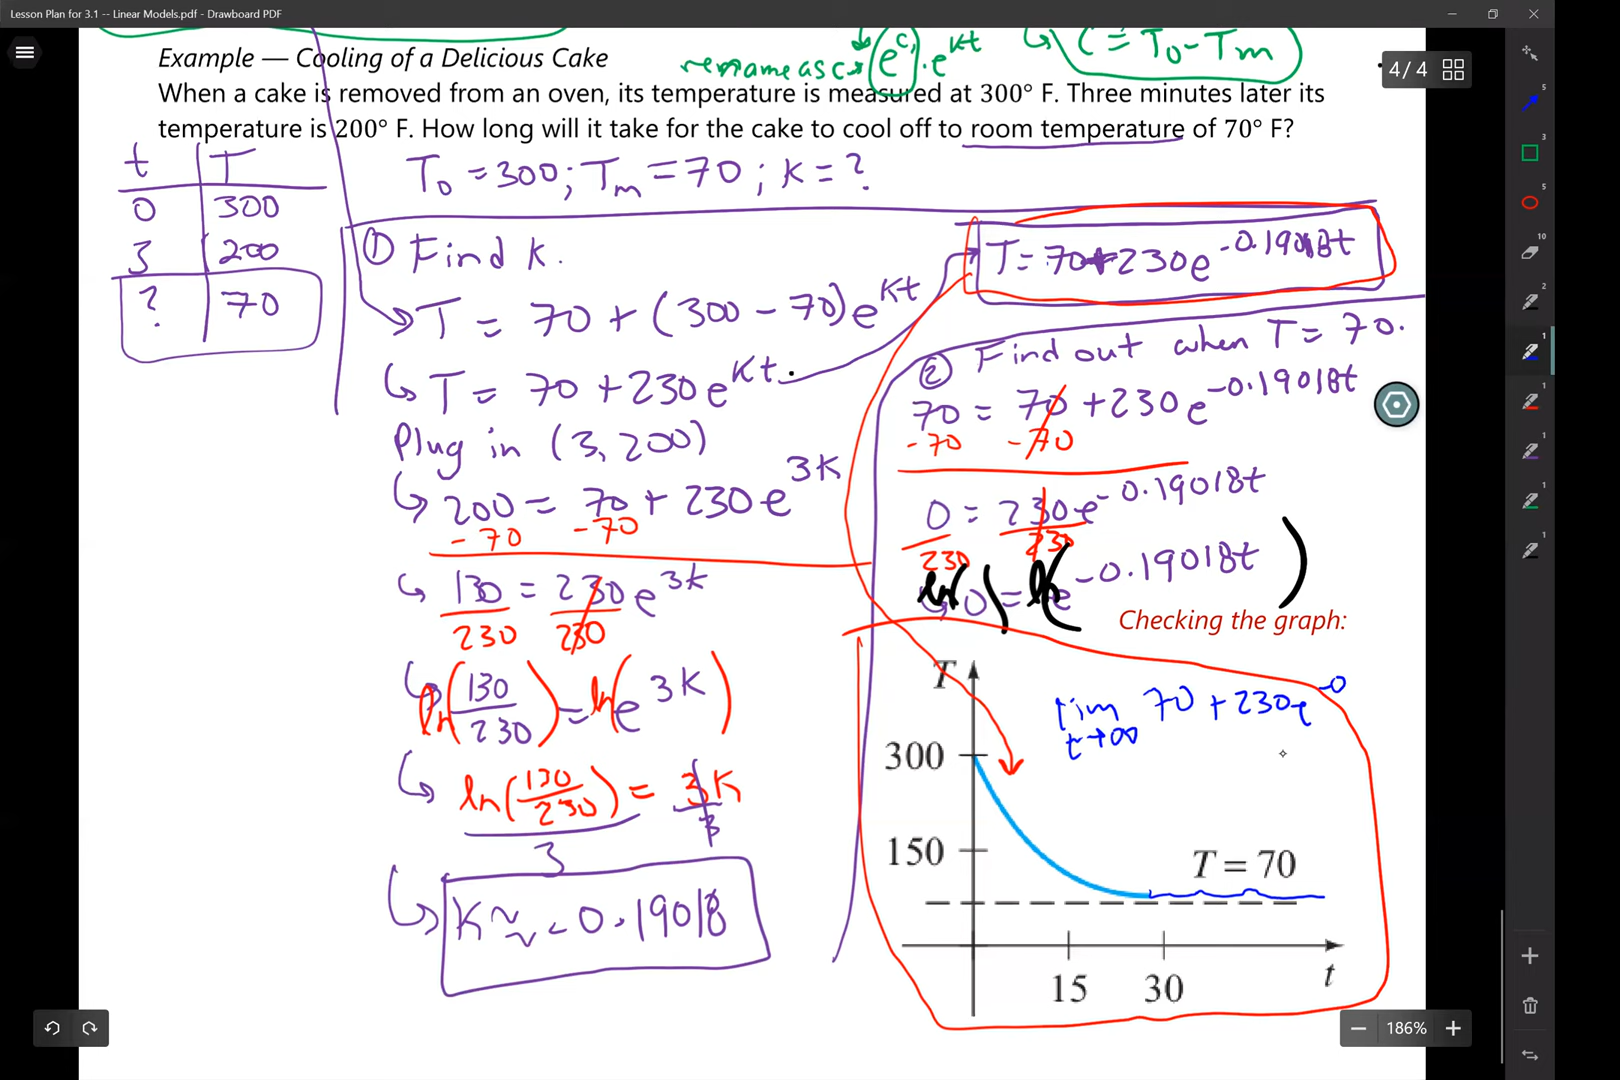 Lesson Plan for 3.1 -- Linear Models.pdf - Drawboard PDF
rename as c → e^c₁ · e^kt
↳ C = T₀ - Tm
4 / 4
Example — Cooling of a Delicious Cake
When a cake is removed from an oven, its temperature is measured at 300° F. Three minutes later its
temperature is 200° F. How long will it take for the cake to cool off to room temperature of 70° F?
t T
0 300
3 200
? 70
T₀ = 300; Tm = 70; K = ?
① Find K.
↳ T = 70 + (300 - 70)e^Kt
↳ T = 70 + 230e^Kt
Plug in (3, 200)
↳ 200 = 70 + 230e^3K
-70 -70
↳ 130 = 230e^3K
230 230
↳ ln(130/230) = ln(e^3K)
↳ ln(130/230) = 3K
3 3
↳ K ≈ -0.19018
T = 70 + 230e^-0.19018t
② Find out when T = 70.
70 = 70 + 230e^-0.19018t
-70 -70
0 = 230e^-0.19018t
230 230
ln(0) = ln(e^-0.19018t)
Checking the graph:
T
lim t→∞ 70 + 230e^-0
300
150
T = 70
15 30 t
186%